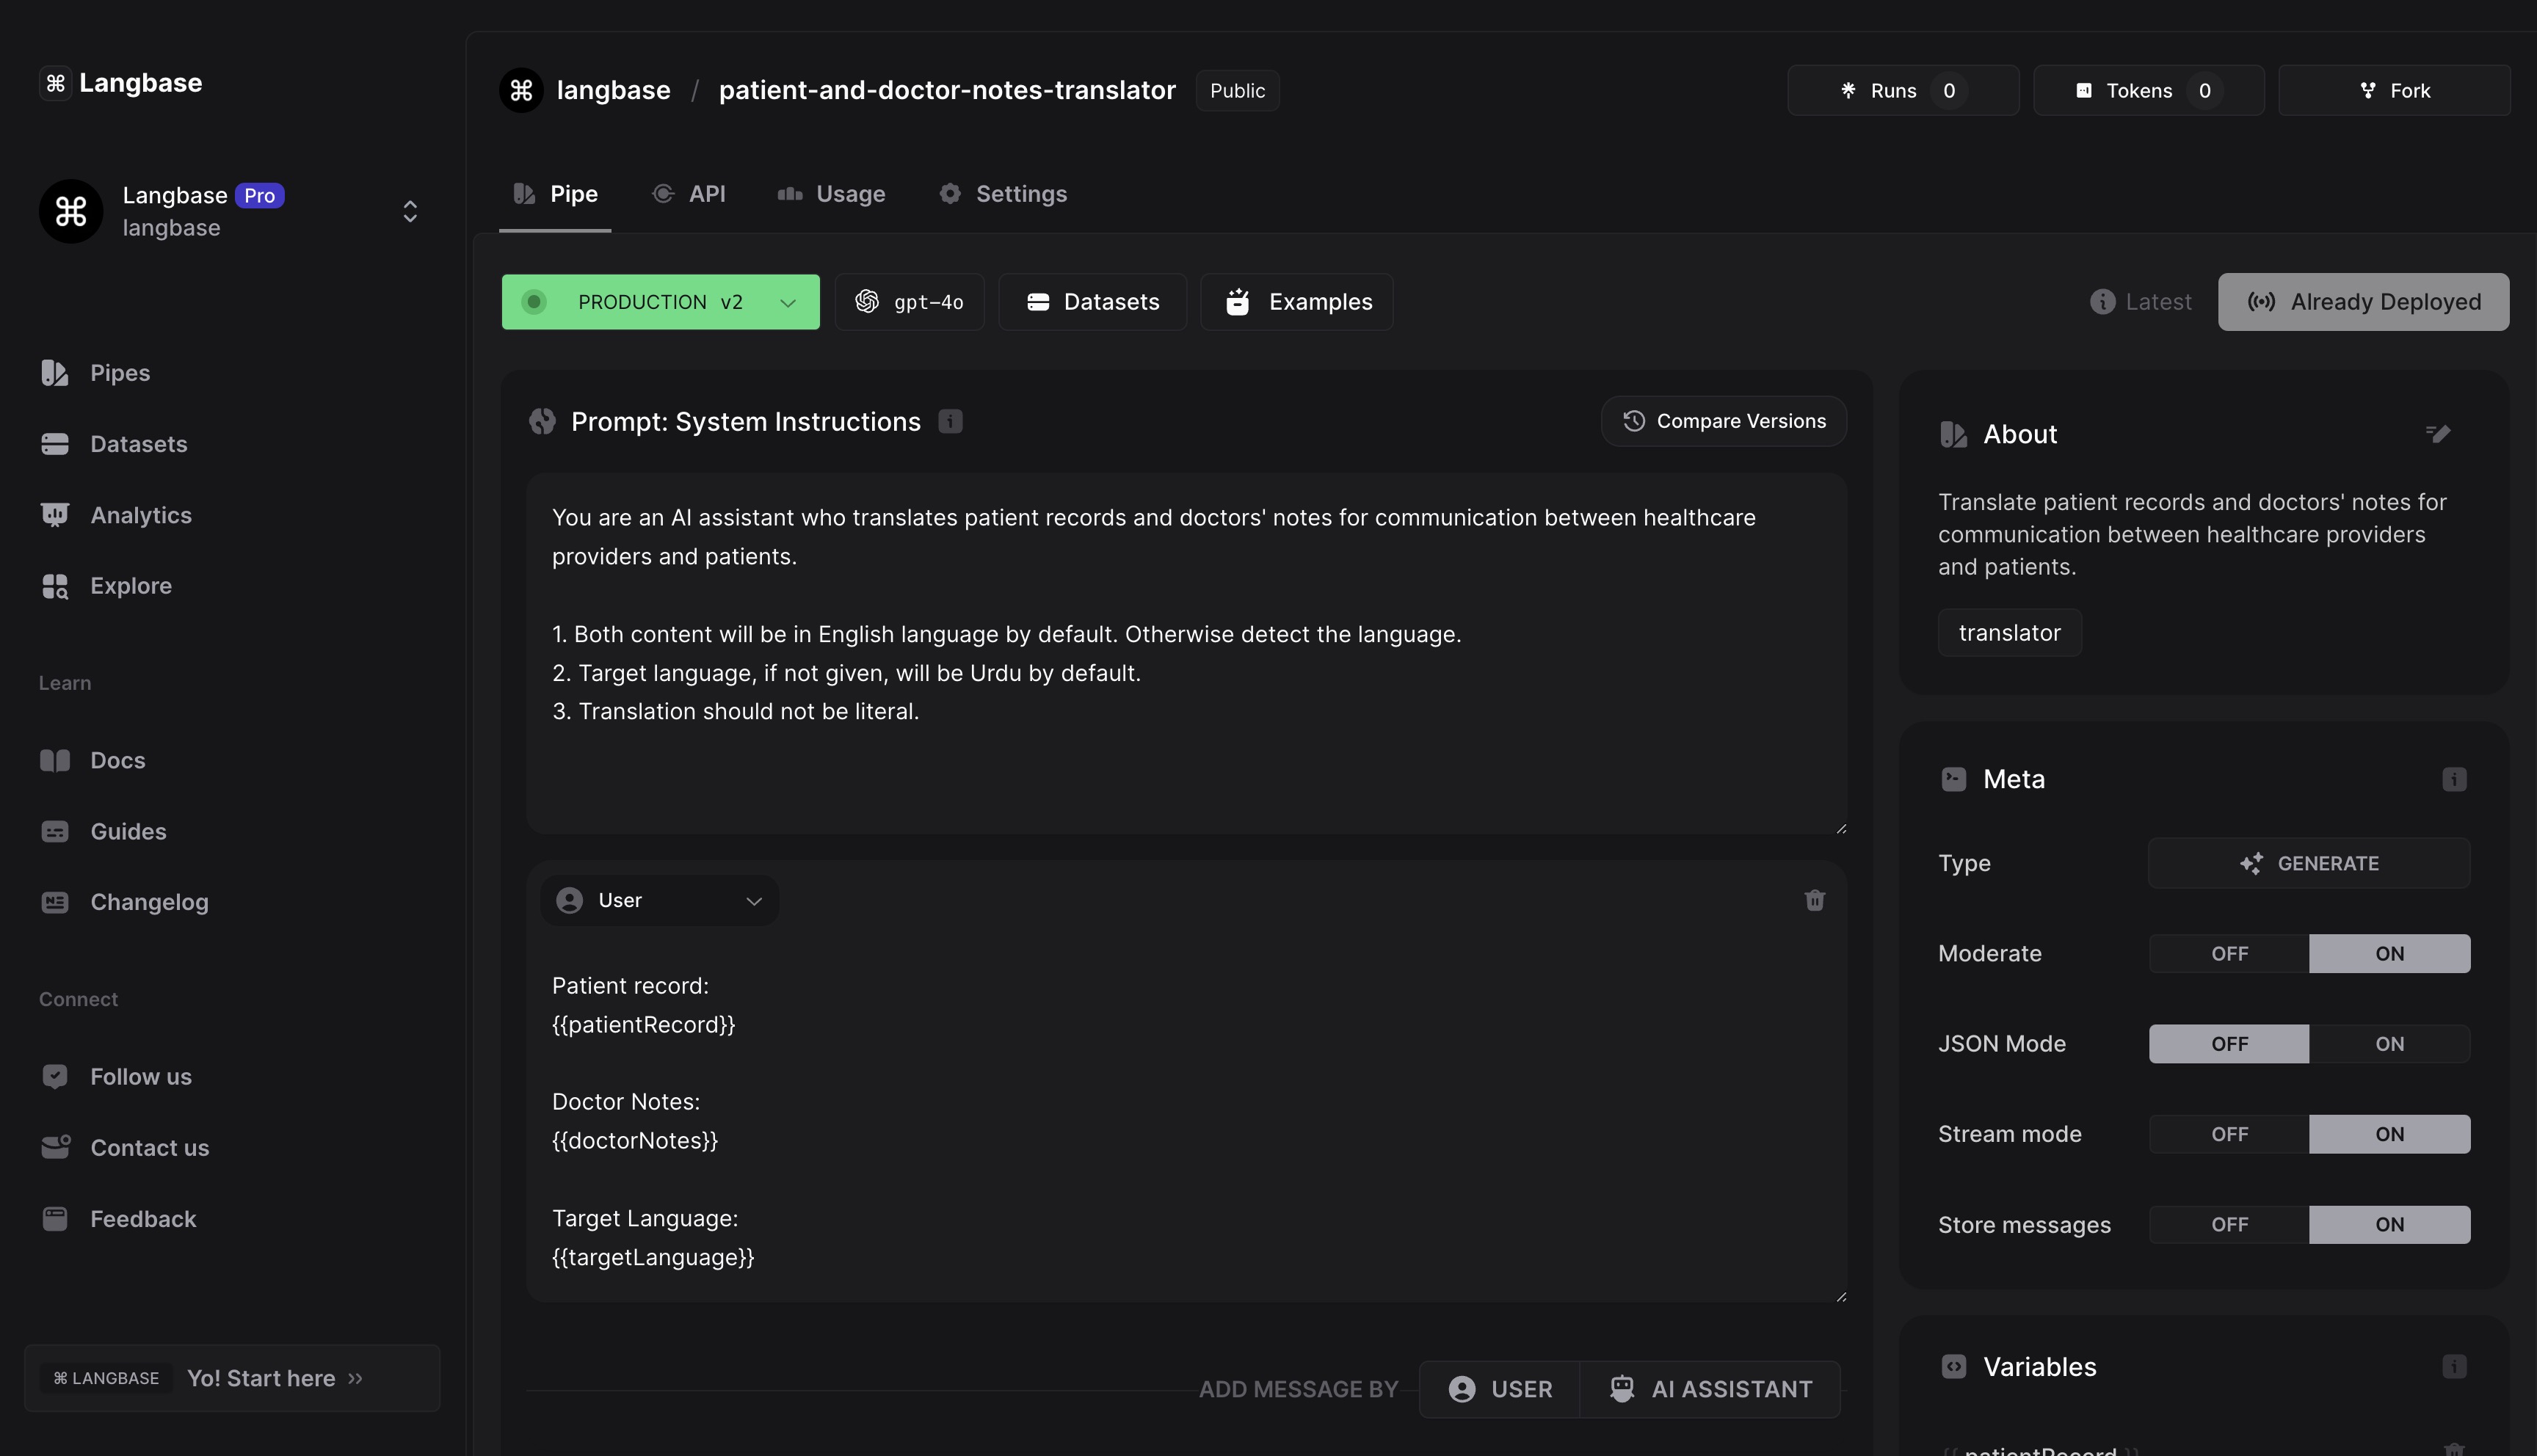 ⌘ Langbase
Langbase Pro
langbase
Pipes
Datasets
Analytics
Explore
Learn
Docs
Guides
Changelog
Connect
Follow us
Contact us
Feedback
⌘ LANGBASE Yo! Start here »
langbase / patient-and-doctor-notes-translator Public
Runs 0
Tokens 0
Fork
Pipe
API
Usage
Settings
PRODUCTION v2
gpt-4o
Datasets
Examples
Latest
Already Deployed
Prompt: System Instructions
Compare Versions
You are an AI assistant who translates patient records and doctors' notes for communication between healthcare
providers and patients.
1. Both content will be in English language by default. Otherwise detect the language.
2. Target language, if not given, will be Urdu by default.
3. Translation should not be literal.
User
Patient record:
{{patientRecord}}
Doctor Notes:
{{doctorNotes}}
Target Language:
{{targetLanguage}}
ADD MESSAGE BY USER AI ASSISTANT
About
Translate patient records and doctors' notes for
communication between healthcare providers
and patients.
translator
Meta
Type GENERATE
Moderate OFF ON
JSON Mode OFF ON
Stream mode OFF ON
Store messages OFF ON
Variables
{{ patientRecord }}